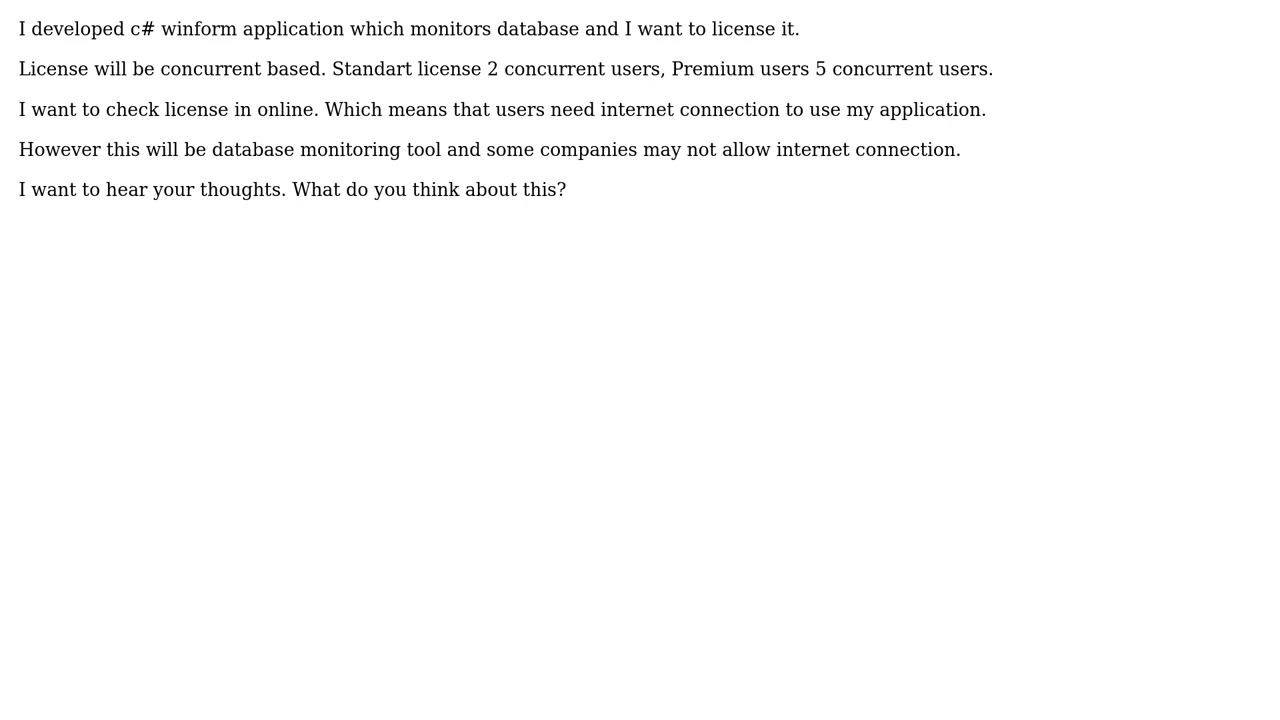 I developed c# winform application which monitors database and I want to license it.
License will be concurrent based. Standart license 2 concurrent users, Premium users 5 concurrent users.
I want to check license in online. Which means that users need internet connection to use my application.
However this will be database monitoring tool and some companies may not allow internet connection.
I want to hear your thoughts. What do you think about this?